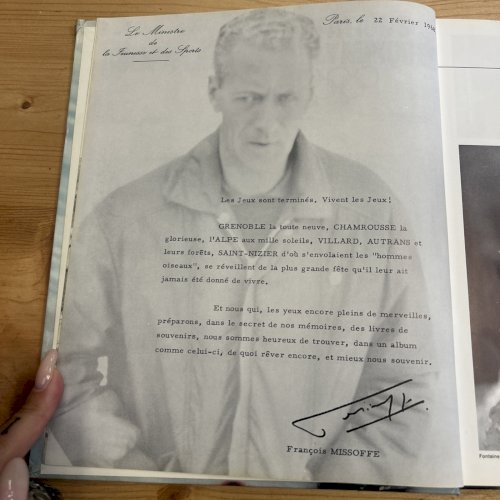 Le Ministre
de
la Jeunesse et des Sports
Paris, le 22 Février 1968
Les Jeux sont terminés. Vivent les Jeux!
GRENOBLE la toute neuve, CHAMROUSSE la
glorieuse, l'ALPE aux mille soleils, VILLARD, AUTRANS et
leurs forêts, SAINT-NIZIER d'où s'envolaient les "hommes
oiseaux", se réveillent de la plus grande fête qu'il leur ait
jamais été donné de vivre.
Et nous qui, les yeux encore pleins de merveilles,
préparons, dans le secret de nos mémoires, des livres de
souvenirs, nous sommes heureux de trouver, dans un album
comme celui-ci, de quoi rêver encore, et mieux nous souvenir.
François MISSOFFE
Fontaine